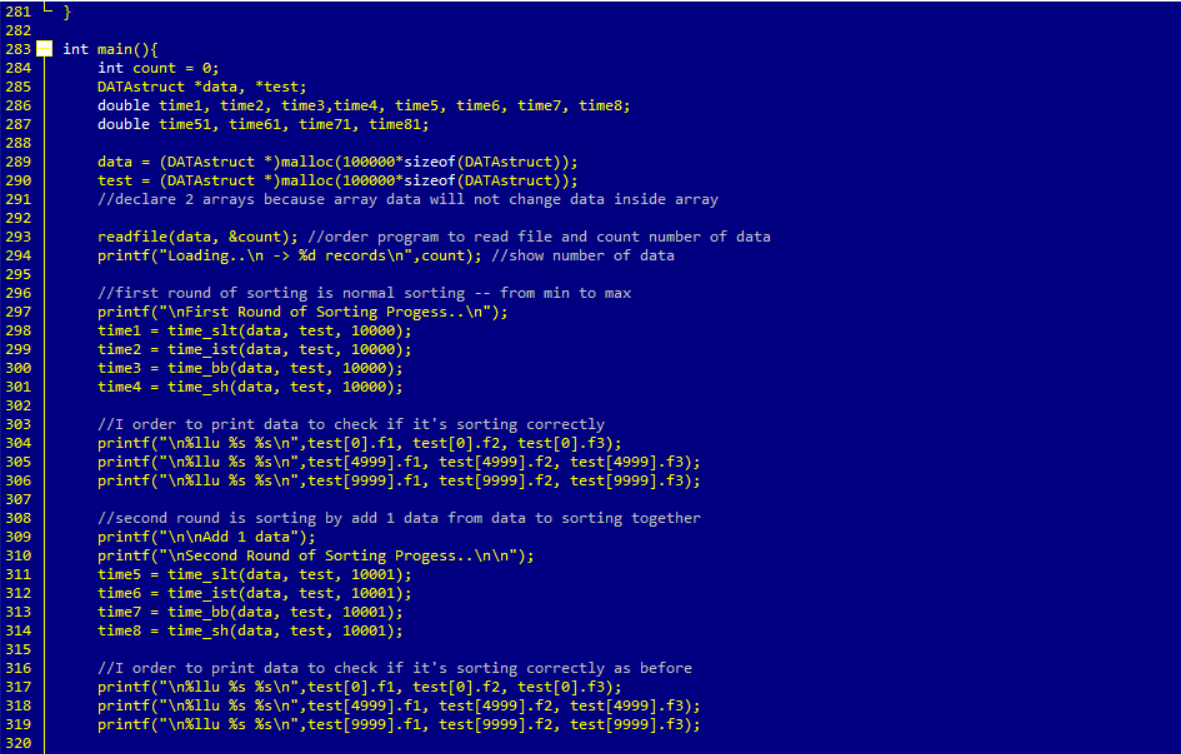 281 }
282
283 int main(){
284 int count = 0;
285 DATAstruct *data, *test;
286 double time1, time2, time3,time4, time5, time6, time7, time8;
287 double time51, time61, time71, time81;
288
289 data = (DATAstruct *)malloc(100000*sizeof(DATAstruct));
290 test = (DATAstruct *)malloc(100000*sizeof(DATAstruct));
291 //declare 2 arrays because array data will not change data inside array
292
293 readfile(data, &count); //order program to read file and count number of data
294 printf("Loading..\n -> %d records\n",count); //show number of data
295
296 //first round of sorting is normal sorting -- from min to max
297 printf("\nFirst Round of Sorting Progess..\n");
298 time1 = time_slt(data, test, 10000);
299 time2 = time_ist(data, test, 10000);
300 time3 = time_bb(data, test, 10000);
301 time4 = time_sh(data, test, 10000);
302
303 //I order to print data to check if it's sorting correctly
304 printf("\n%llu %s %s\n",test[0].f1, test[0].f2, test[0].f3);
305 printf("\n%llu %s %s\n",test[4999].f1, test[4999].f2, test[4999].f3);
306 printf("\n%llu %s %s\n",test[9999].f1, test[9999].f2, test[9999].f3);
307
308 //second round is sorting by add 1 data from data to sorting together
309 printf("\n\nAdd 1 data");
310 printf("\nSecond Round of Sorting Progess..\n\n");
311 time5 = time_slt(data, test, 10001);
312 time6 = time_ist(data, test, 10001);
313 time7 = time_bb(data, test, 10001);
314 time8 = time_sh(data, test, 10001);
315
316 //I order to print data to check if it's sorting correctly as before
317 printf("\n%llu %s %s\n",test[0].f1, test[0].f2, test[0].f3);
318 printf("\n%llu %s %s\n",test[4999].f1, test[4999].f2, test[4999].f3);
319 printf("\n%llu %s %s\n",test[9999].f1, test[9999].f2, test[9999].f3);
320